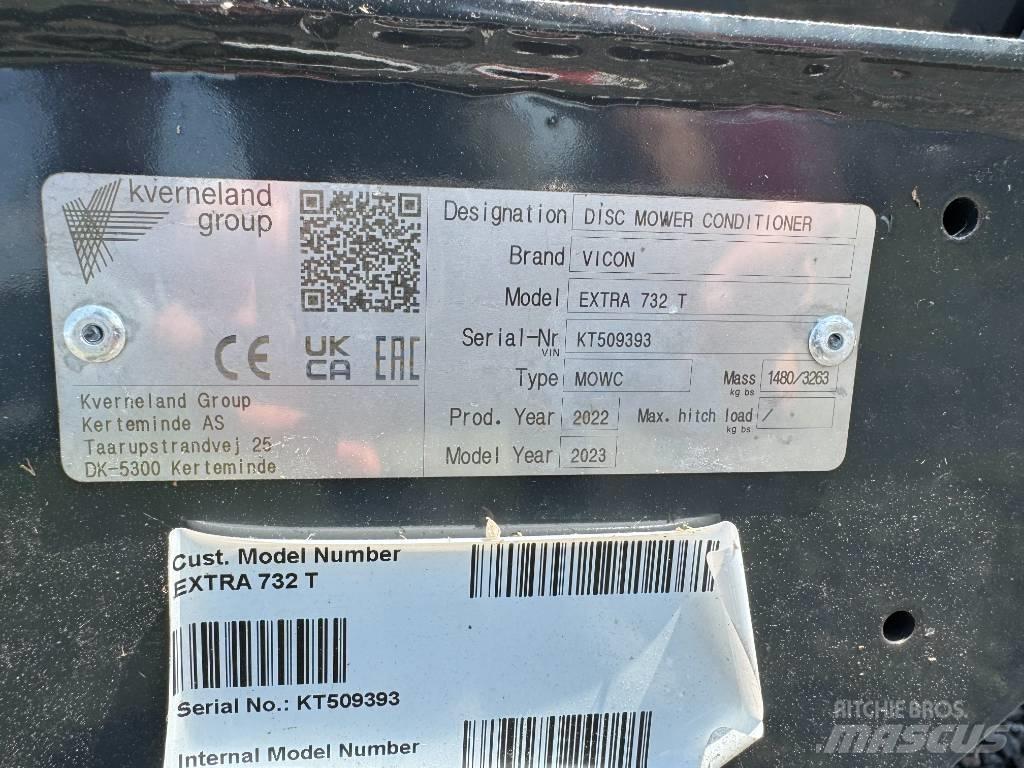 kverneland
group
Designation DISC MOWER CONDITIONER
Brand VICON
Model EXTRA 732 T
Serial-Nr KT509393
VIN
Type MOWC Mass 1480/3263
kg bs
Prod. Year 2022 Max. hitch load /
kg bs
Model Year 2023
CE UK CA EAC
Kverneland Group
Kerteminde AS
Taarupstrandvej 25
DK-5300 Kerteminde
Cust. Model Number
EXTRA 732 T
Serial No.: KT509393
Internal Model Number
RITCHIE BROS.
MASCUS